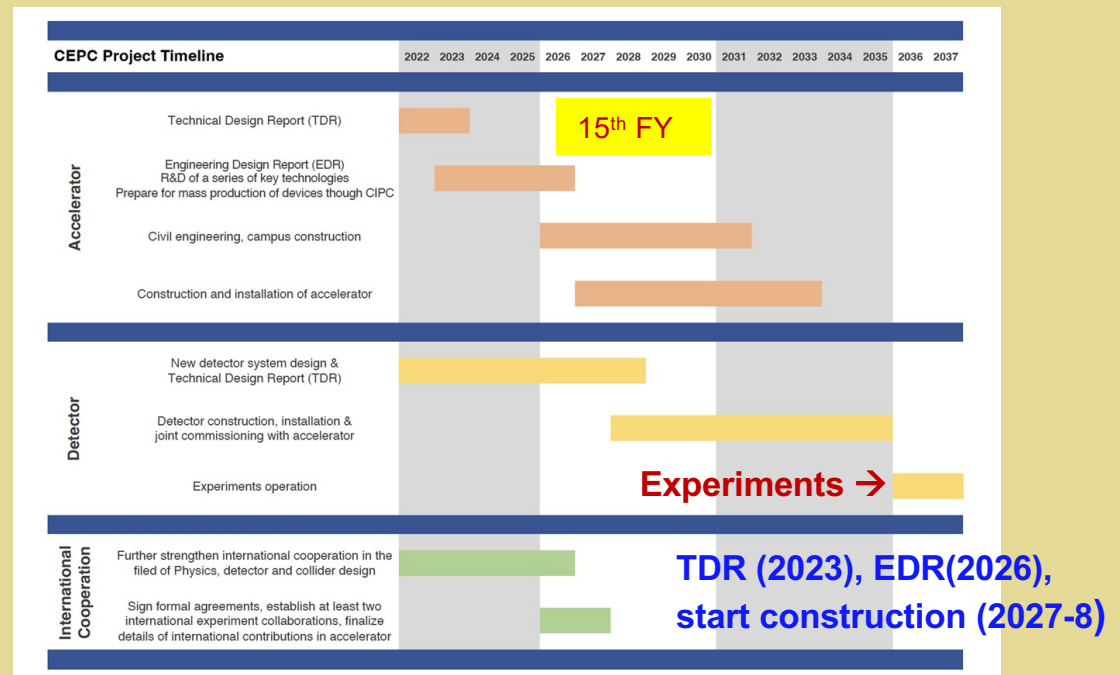 CEPC Project Timeline 2022 2023 2024 2025 2026 2027 2028 2029 2030 2031 2032 2033 2034 2035 2036 2037
Accelerator
Technical Design Report (TDR)
15th FY
Engineering Design Report (EDR)
R&D of a series of key technologies
Prepare for mass production of devices though CIPC
Civil engineering, campus construction
Construction and installation of accelerator
Detector
New detector system design &
Technical Design Report (TDR)
Detector construction, installation &
joint commissioning with accelerator
Experiments operation
Experiments →
International
Cooperation
Further strengthen international cooperation in the
filed of Physics, detector and collider design
Sign formal agreements, establish at least two
international experiment collaborations, finalize
details of international contributions in accelerator
TDR (2023), EDR(2026),
start construction (2027-8)